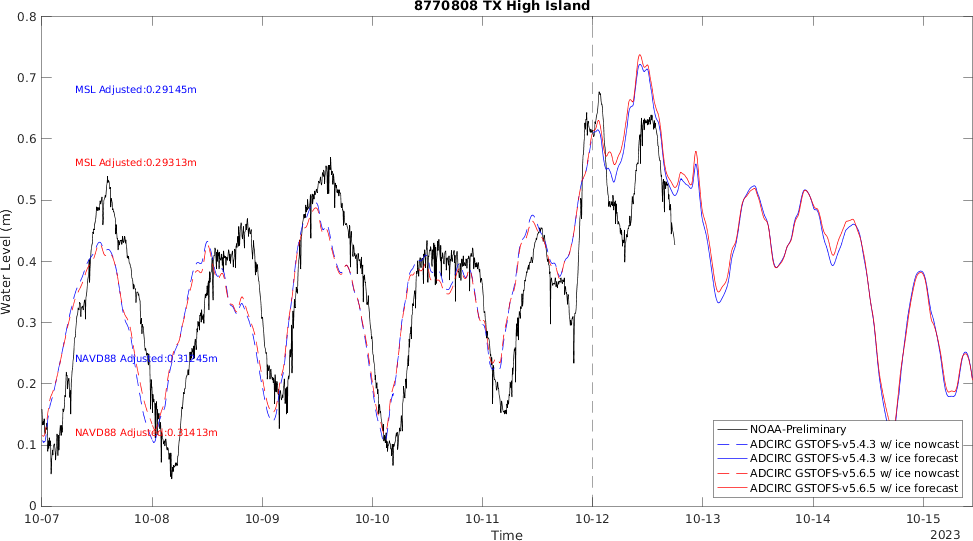 8770808 TX High Island
0.8
0.7
0.6
0.5
0.4
0.3
0.2
0.1
0
Water Level (m)
MSL Adjusted:0.29145m
MSL Adjusted:0.29313m
NAVD88 Adjusted:0.31245m
NAVD88 Adjusted:0.31413m
NOAA-Preliminary
ADCIRC GSTOFS-v5.4.3 w/ ice nowcast
ADCIRC GSTOFS-v5.4.3 w/ ice forecast
ADCIRC GSTOFS-v5.6.5 w/ ice nowcast
ADCIRC GSTOFS-v5.6.5 w/ ice forecast
10-07 10-08 10-09 10-10 10-11 10-12 10-13 10-14 10-15
Time
2023